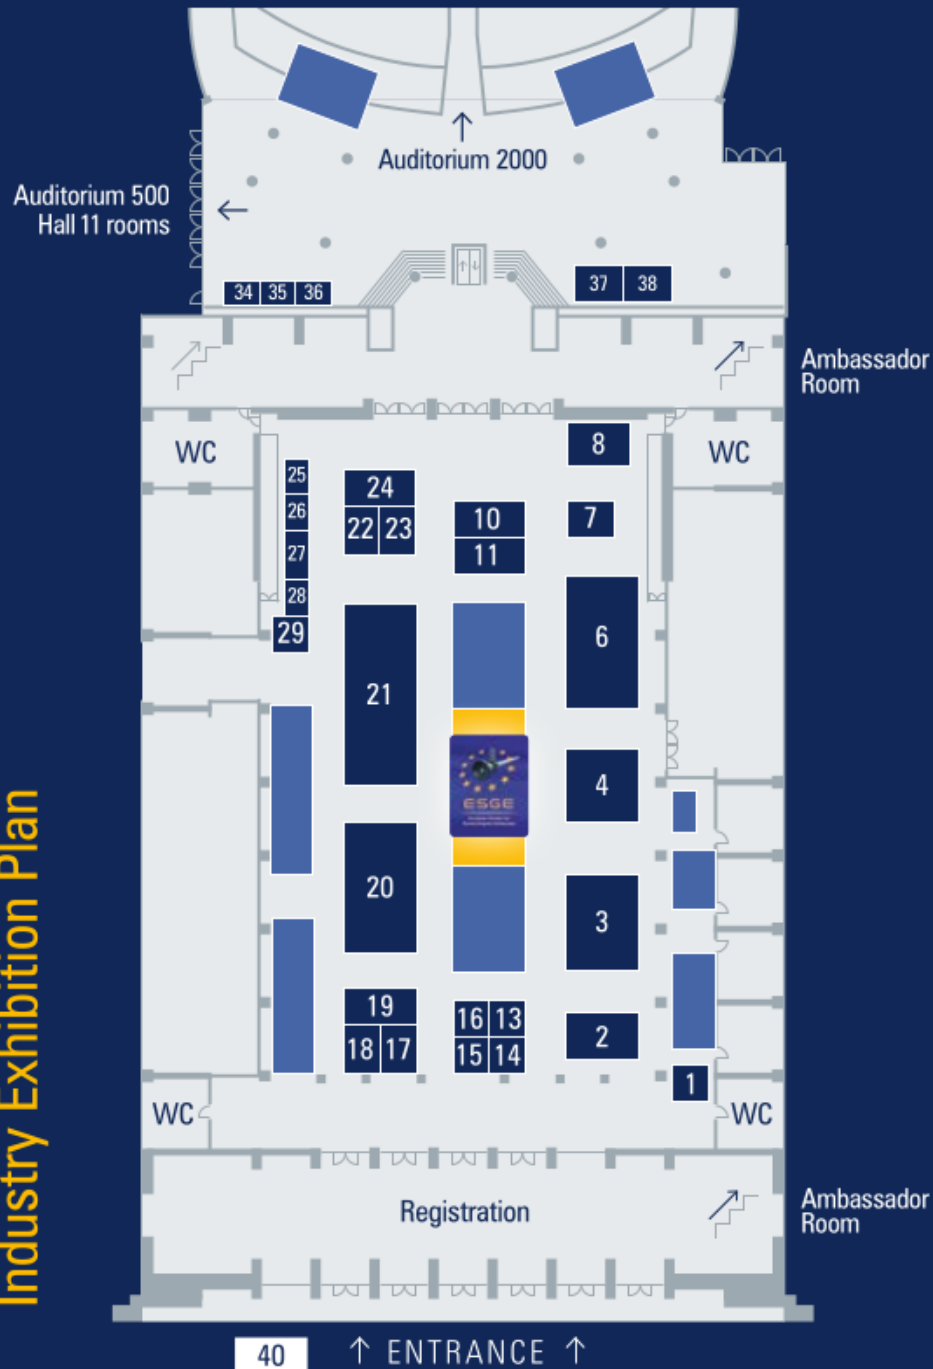 Auditorium 2000
Auditorium 500
Hall 11 rooms
34 35 36
37 38
Ambassador
Room
WC
WC
8
25
24
26
22 23
10
7
27
11
28
29
6
21
4
ESGE
20
3
19
16 13
18 17
15 14
2
1
WC
WC
Registration
Ambassador
Room
40
↑ ENTRANCE ↑
Industry Exhibition Plan